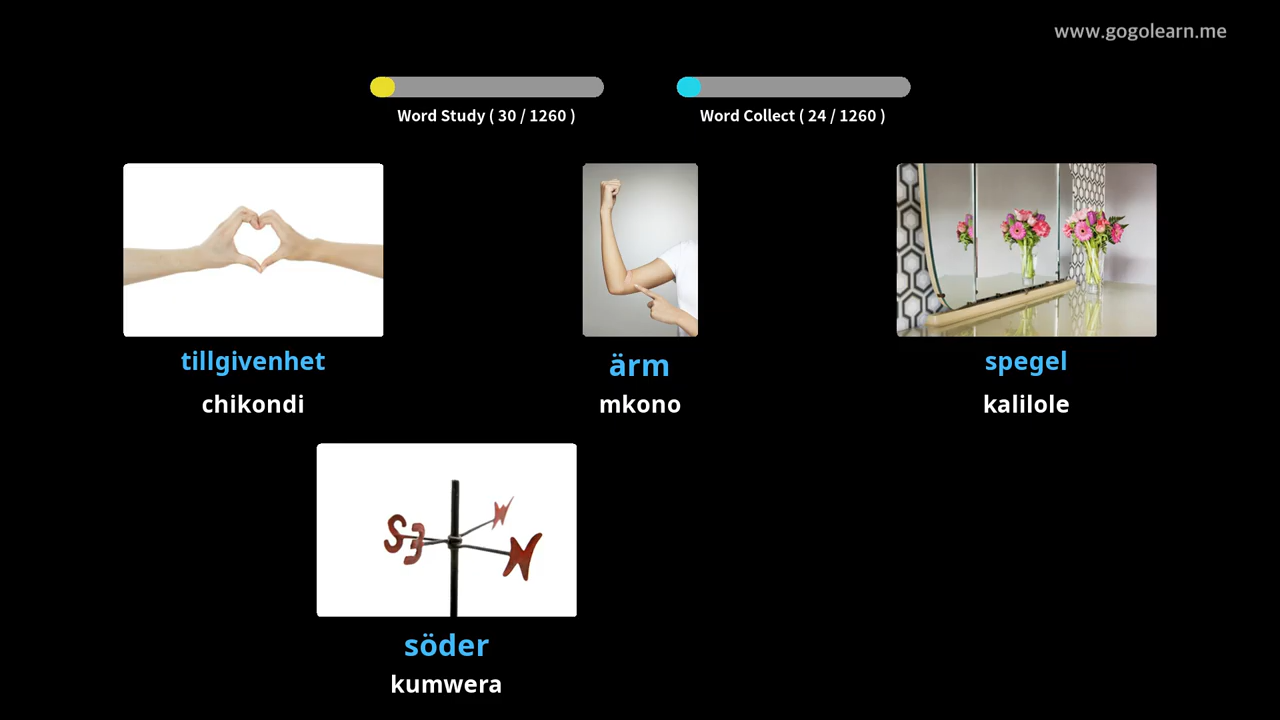 www.gogolearn.me
Word Study ( 30 / 1260 )
Word Collect ( 24 / 1260 )
tillgivenhet
chikondi
ärm
mkono
spegel
kalilole
S
E
N
söder
kumwera